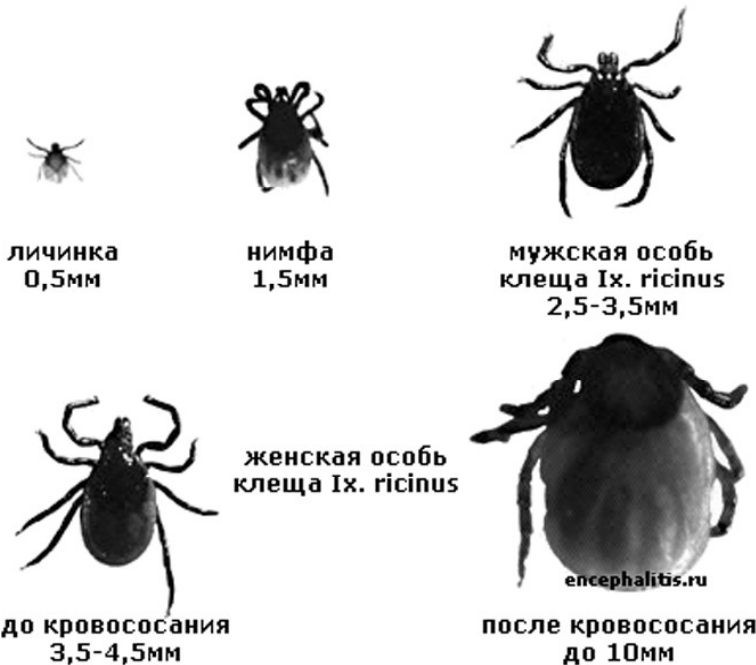 личинка
0,5мм
нимфа
1,5мм
мужская особь
клеща Ix. ricinus
2,5-3,5мм
женская особь
клеща Ix. ricinus
encephalitis.ru
до кровососания
3,5-4,5мм
после кровососания
до 10мм